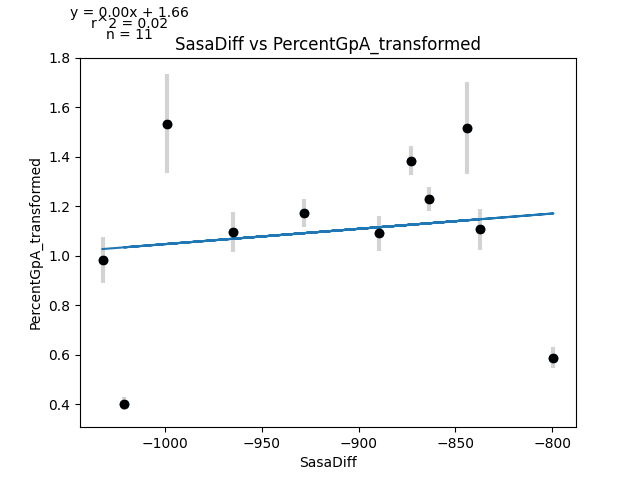 y = 0.00x + 1.66
r^2 = 0.02
n = 11
SasaDiff vs PercentGpA_transformed
1.8
1.6
1.4
1.2
1.0
0.8
0.6
0.4
PercentGpA_transformed
−1000
−950
−900
−850
−800
SasaDiff